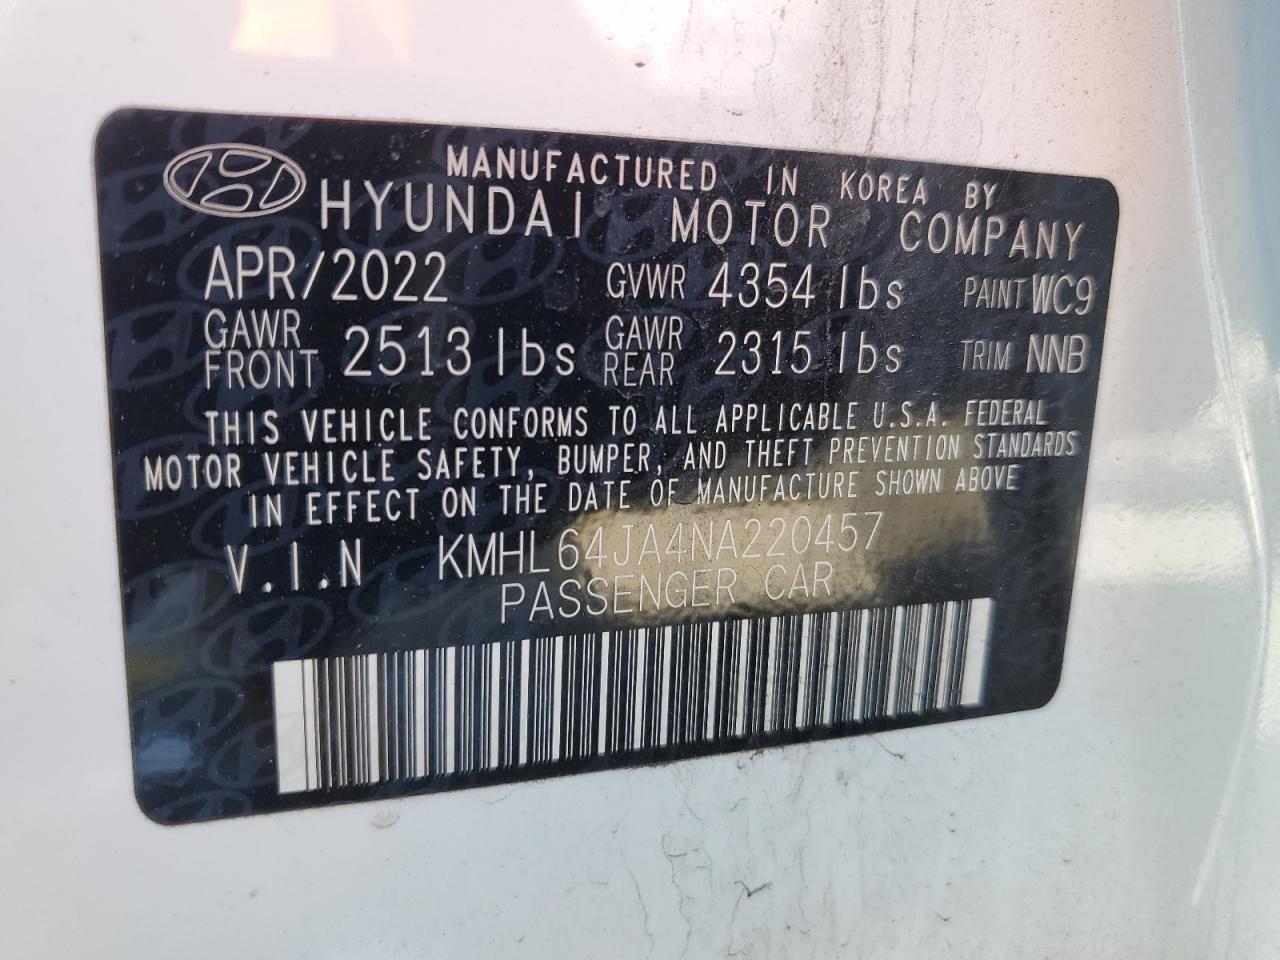 MANUFACTURED IN KOREA BY
HYUNDAI MOTOR COMPANY
APR/2022 GVWR 4354 lbs PAINT WC9
GAWR FRONT 2513 lbs GAWR REAR 2315 lbs TRIM NNB
THIS VEHICLE CONFORMS TO ALL APPLICABLE U.S.A. FEDERAL
MOTOR VEHICLE SAFETY, BUMPER, AND THEFT PREVENTION STANDARDS
IN EFFECT ON THE DATE OF MANUFACTURE SHOWN ABOVE
V.I.N KMHL64JA4NA220457
PASSENGER CAR